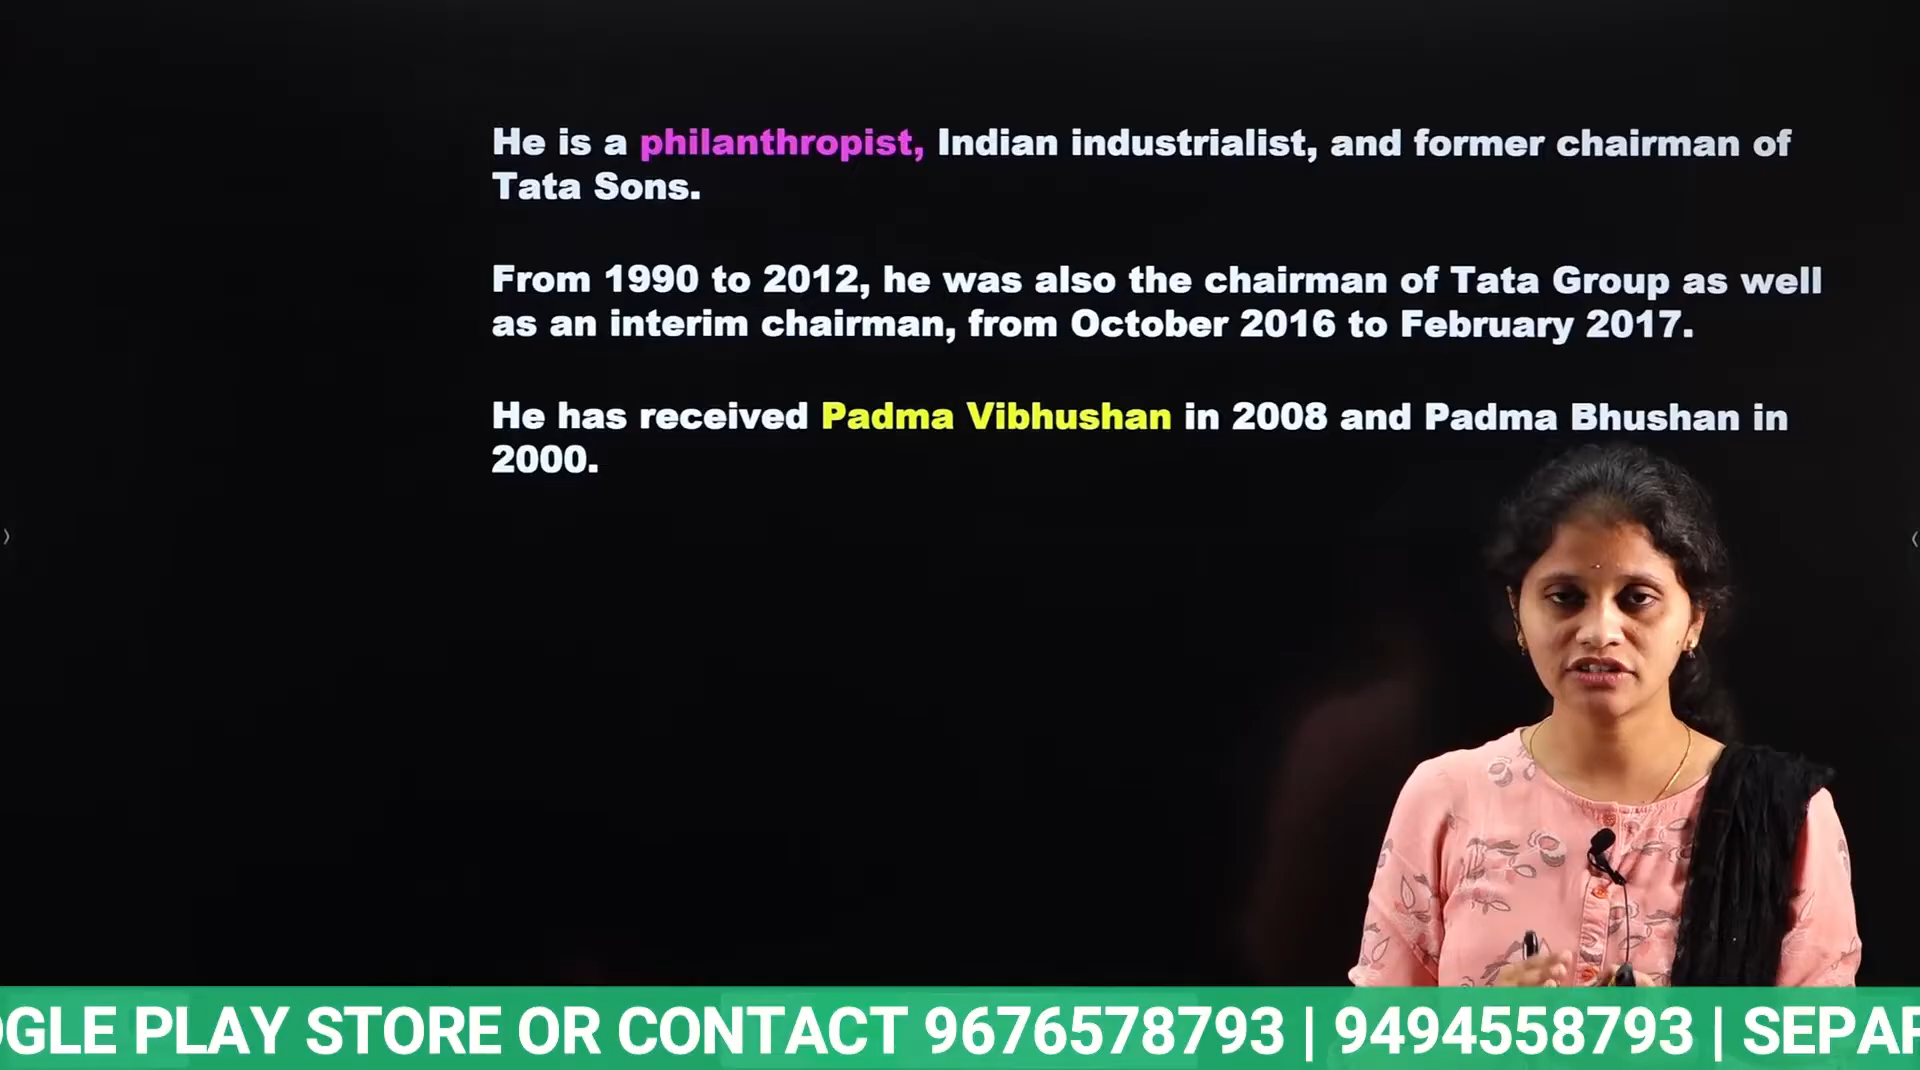 He is a philanthropist, Indian industrialist, and former chairman of
Tata Sons.
From 1990 to 2012, he was also the chairman of Tata Group as well
as an interim chairman, from October 2016 to February 2017.
He has received Padma Vibhushan in 2008 and Padma Bhushan in
2000.
OGLE PLAY STORE OR CONTACT 9676578793 | 9494558793 | SEPAR